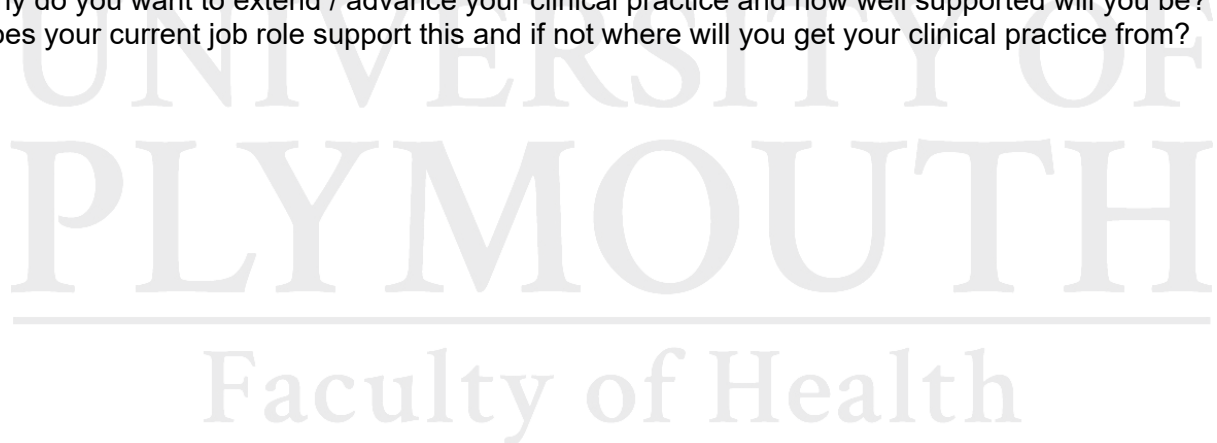 hy do you want to extend / advance your clinical practice and how well supported will you be?
oes your current job role support this and if not where will you get your clinical practice from?
UNIVERSITY OF
PLYMOUTH
Faculty of Health